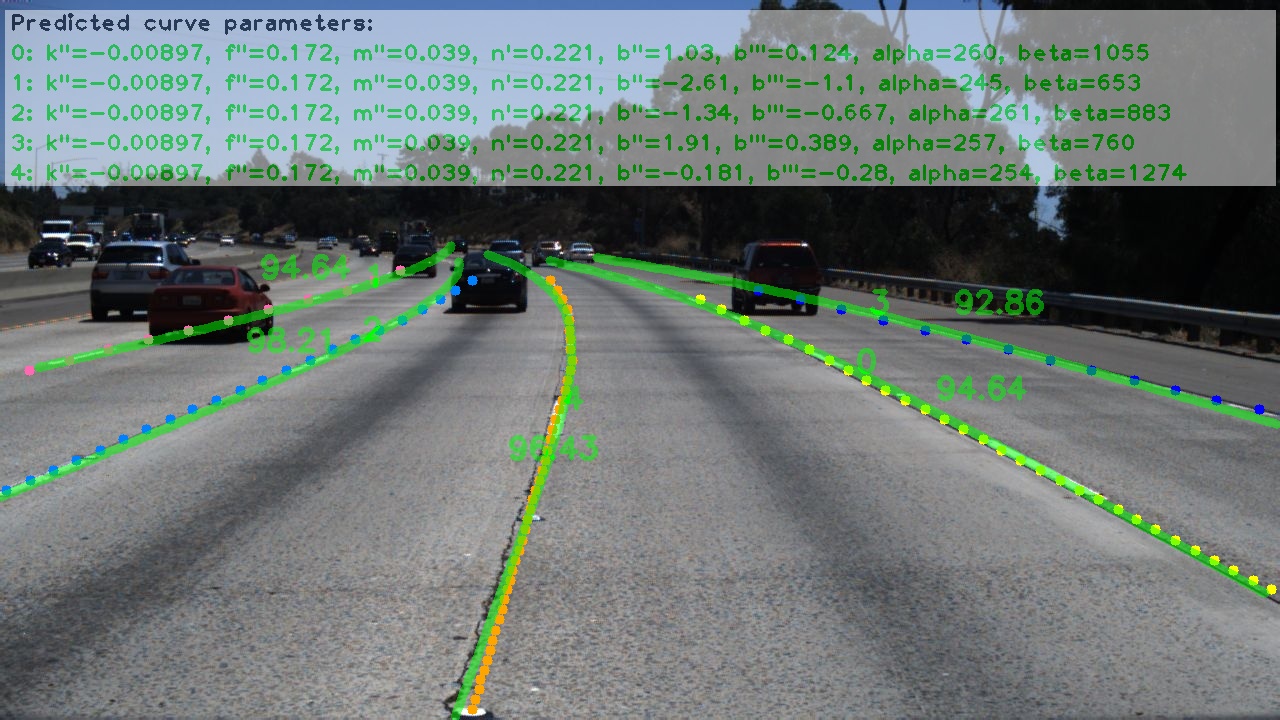 Predicted curve parameters:
0: k''=-0.00897, f''=0.172, m''=0.039, n'=0.221, b''=1.03, b'''=0.124, alpha=260, beta=1055
1: k''=-0.00897, f''=0.172, m''=0.039, n'=0.221, b''=-2.61, b'''=-1.1, alpha=245, beta=653
2: k''=-0.00897, f''=0.172, m''=0.039, n'=0.221, b''=-1.34, b'''=-0.667, alpha=261, beta=883
3: k''=-0.00897, f''=0.172, m''=0.039, n'=0.221, b''=1.91, b'''=0.389, alpha=257, beta=760
4: k''=-0.00897, f''=0.172, m''=0.039, n'=0.221, b''=-0.181, b'''=-0.28, alpha=254, beta=1274
94.64 1
3 92.86
98.21 2
0
94.64
4
96.43